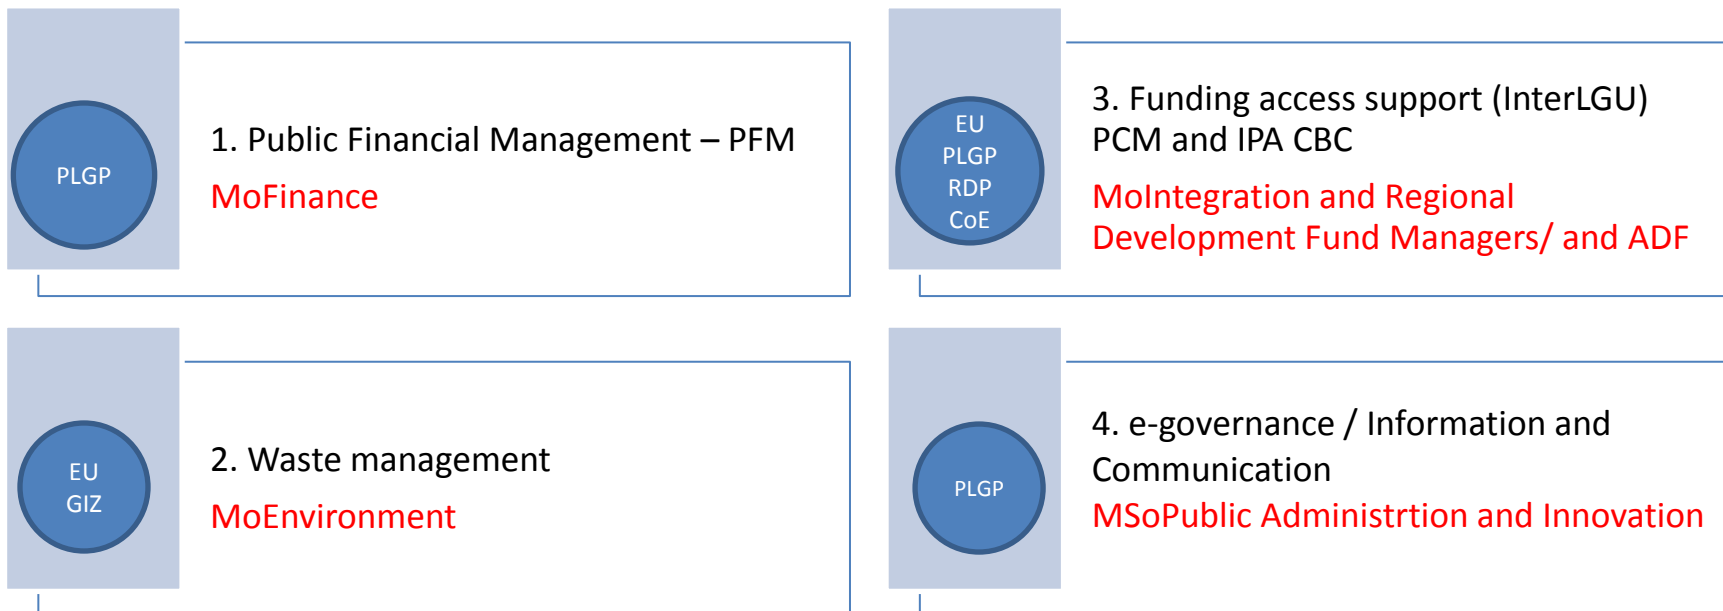 PLGP
1. Public Financial Management – PFM
MoFinance
EU
PLGP
RDP
CoE
3. Funding access support (InterLGU)
PCM and IPA CBC
MoIntegration and Regional
Development Fund Managers/ and ADF
EU
GIZ
2. Waste management
MoEnvironment
PLGP
4. e-governance / Information and
Communication
MSoPublic Administrtion and Innovation